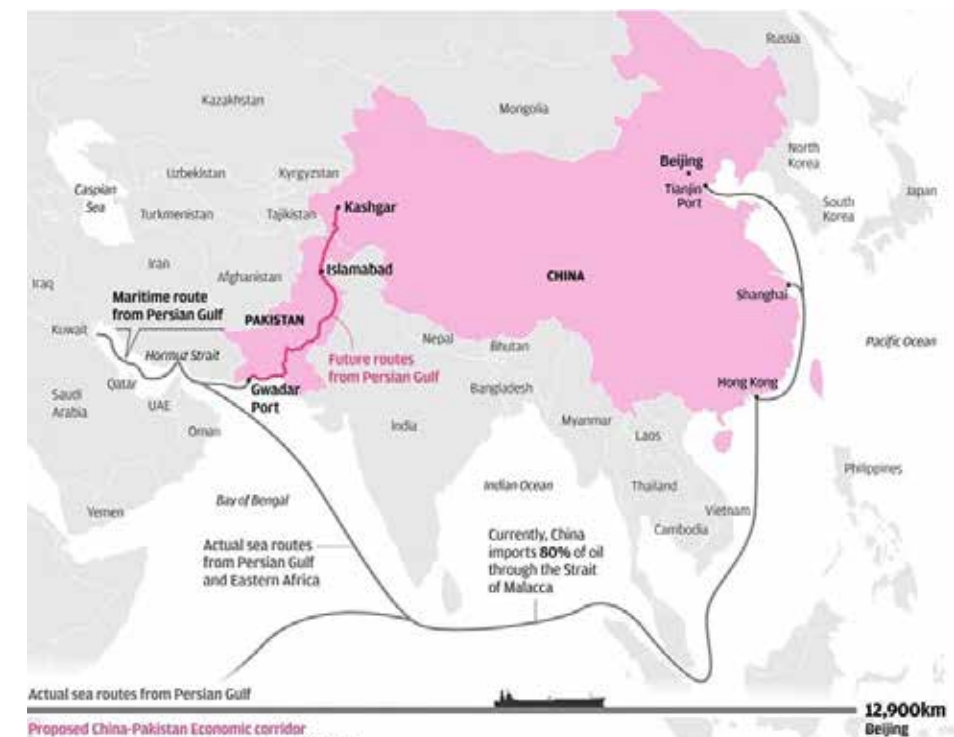 Russia
Kazakhstan
Mongolia
North
Korea
Beijing
Tianjin
Port
Uzbekistan
Kyrgyzstan
Caspian
Sea
Japan
South
Korea
Turkmenistan
Tajikistan
Kashgar
Iran
Afghanistan
Islamabad
CHINA
Iraq
Shanghai
Maritime route
from Persian Gulf
PAKISTAN
Kuwait
Nepal
Bhutan
Pacific Ocean
Hormuz Strait
Future routes
from Persian Gulf
Qatar
Gwadar
Port
Hong Kong
Bangladesh
Saudi
Arabia
UAE
Oman
India
Myanmar
Laos
Philippines
Bay of Bengal
Indian Ocean
Thailand
Yemen
Vietnam
Cambodia
Actual sea routes
from Persian Gulf
and Eastern Africa
Currently, China
imports 80% of oil
through the Strait
of Malacca
Actual sea routes from Persian Gulf
12,900km
Beijing
Proposed China-Pakistan Economic corridor